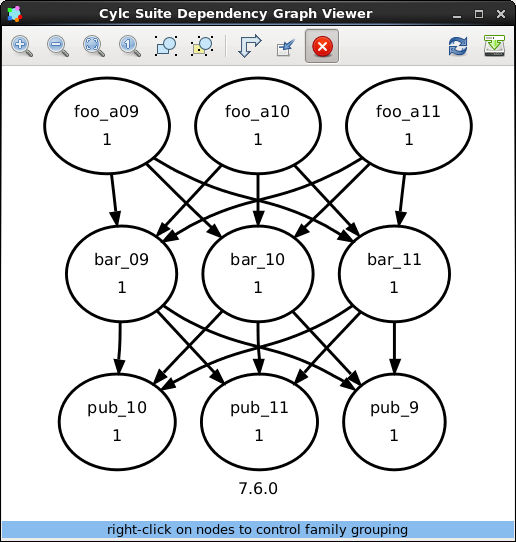 Cylc Suite Dependency Graph Viewer
1
foo_a09
1
foo_a10
1
foo_a11
1
bar_09
1
bar_10
1
bar_11
1
pub_10
1
pub_11
1
pub_9
1
7.6.0
right-click on nodes to control family grouping